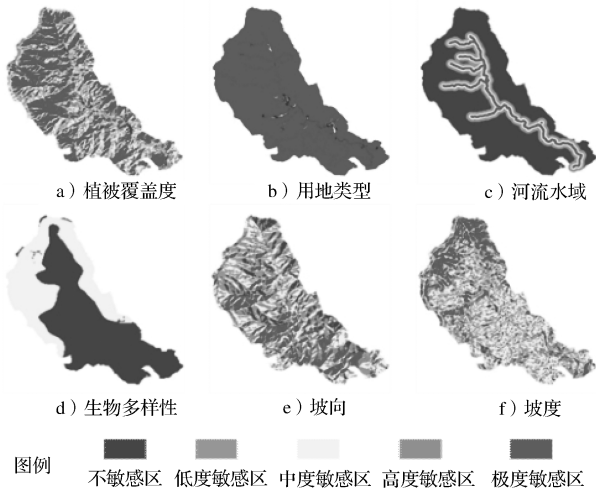 a）植被覆盖度 b）用地类型 c）河流水域
d）生物多样性 e）坡向 f）坡度
图例
不敏感区 低度敏感区 中度敏感区 高度敏感区 极度敏感区